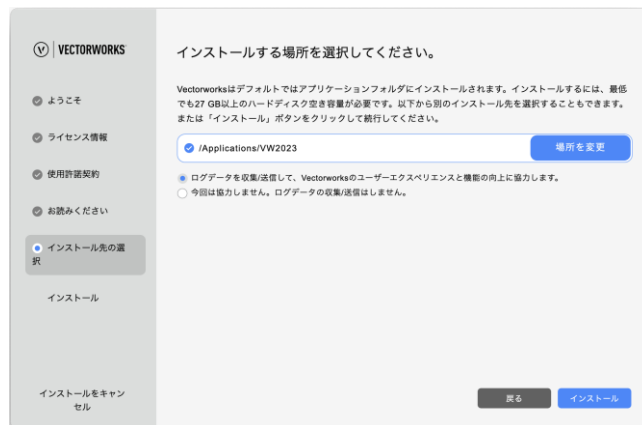 VECTORWORKS
インストールする場所を選択してください。
Vectorworksはデフォルトではアプリケーションフォルダにインストールされます。インストールするには、最低
でも27 GB以上のハードディスク空き容量が必要です。以下から別のインストール先を選択することもできます。
または「インストール」ボタンをクリックして続行してください。
/Applications/VW2023
場所を変更
ログデータを収集/送信して、Vectorworksのユーザーエクスペリエンスと機能の向上に協力します。
今回は協力しません。ログデータの収集/送信はしません。
ようこそ
ライセンス情報
使用許諾契約
お読みください
インストール先の選
択
インストール
インストールをキャン
セル
戻る
インストール